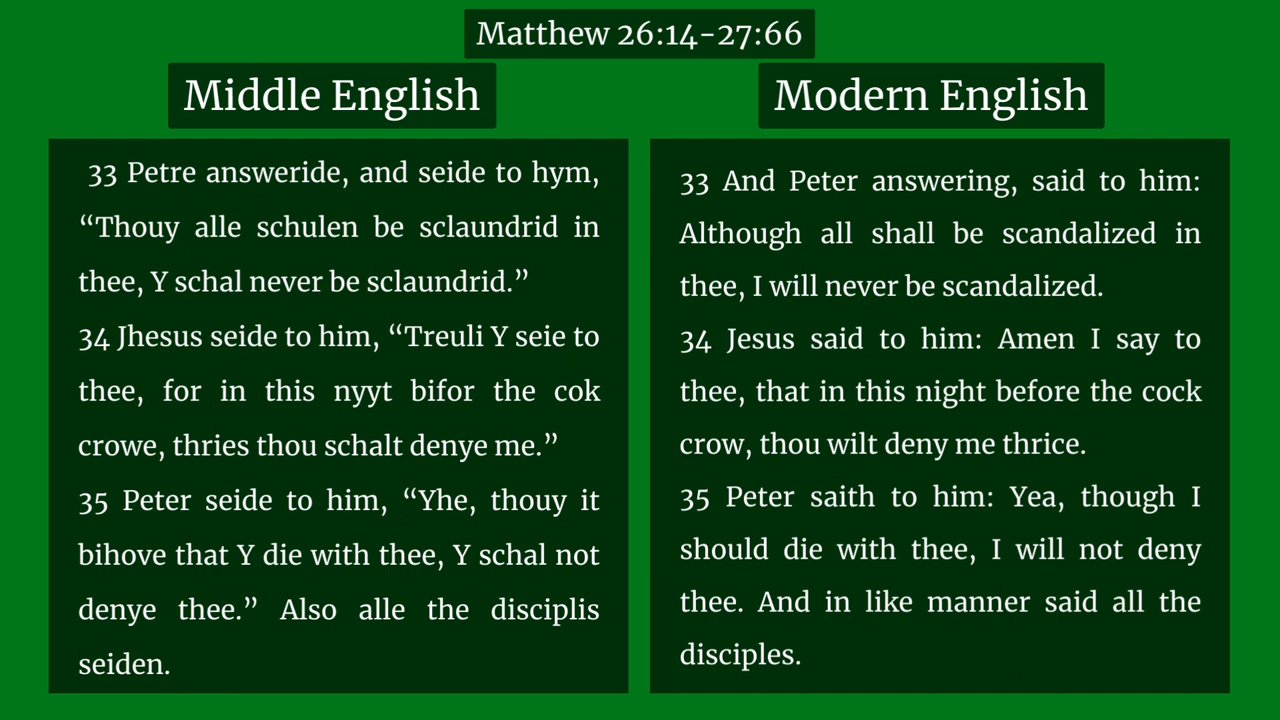 Matthew 26:14-27:66
Middle English
33 Petre answeride, and seide to hym,
“Thouy alle schulen be sclaundrid in
thee, Y schal never be sclaundrid.”
34 Jhesus seide to him, “Treuli Y seie to
thee, for in this nyyt bifor the cok
crowe, thries thou schalt denye me.”
35 Peter seide to him, “Yhe, thouy it
bihove that Y die with thee, Y schal not
denye thee.” Also alle the disciplis
seiden.
Modern English
33 And Peter answering, said to him:
Although all shall be scandalized in
thee, I will never be scandalized.
34 Jesus said to him: Amen I say to
thee, that in this night before the cock
crow, thou wilt deny me thrice.
35 Peter saith to him: Yea, though I
should die with thee, I will not deny
thee. And in like manner said all the
disciples.